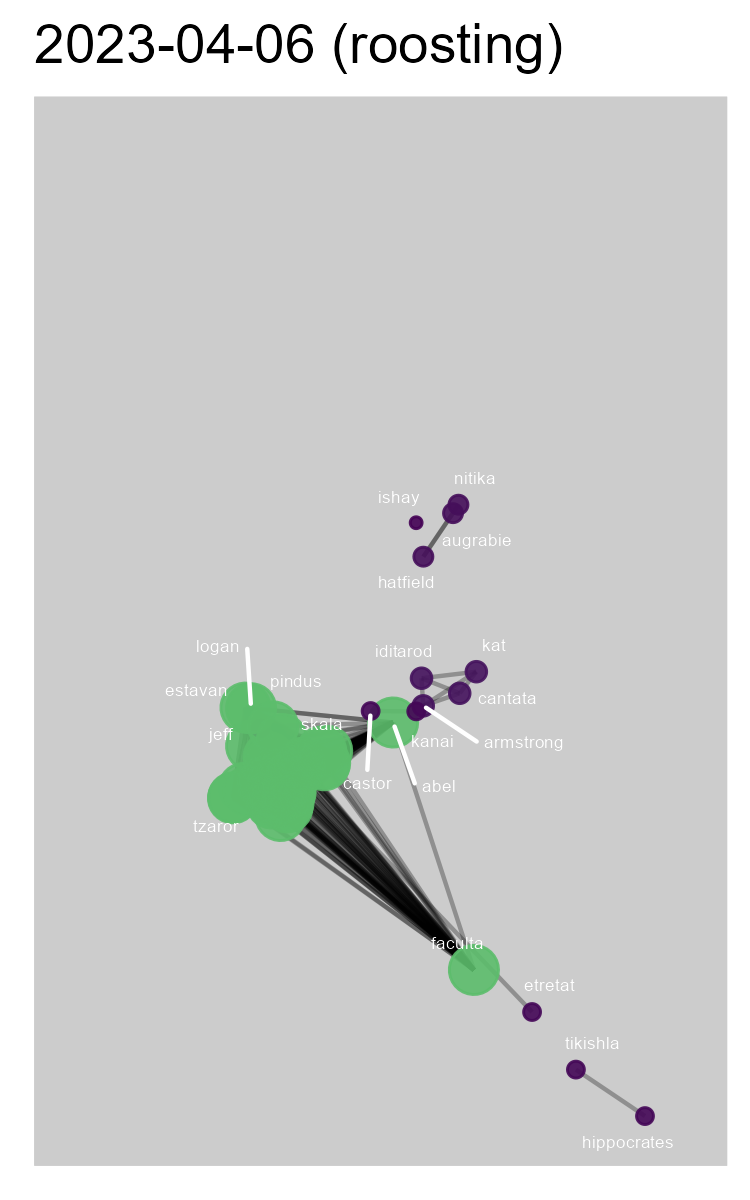 2023-04-06 (roosting)
nitika
ishay
augrabie
hatfield
logan
iditarod
kat
estavan
pindus
cantata
skala
jeff
kanai
armstrong
castor
abel
tzaror
faculta
etretat
tikishla
hippocrates